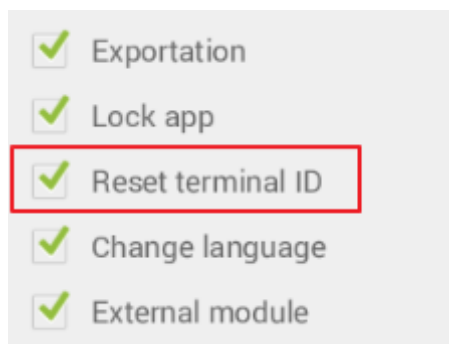 Exportation
Lock app
Reset terminal ID
Change language
External module